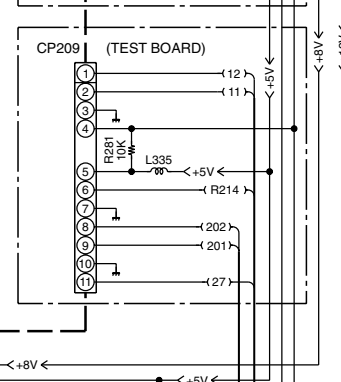 CP209 (TEST BOARD)
1 12
2 11
3
4
R281
10K
5 L335 +5V
6 R214
7
8 202
9 201
10
11 27
+5V
+8V
+8V
+5V